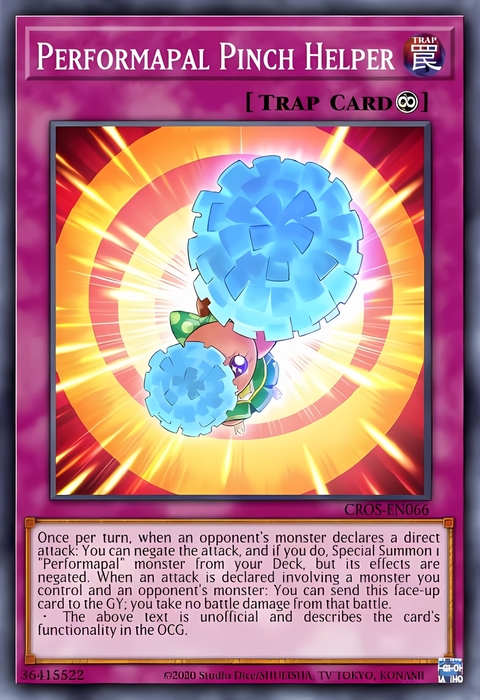 PERFORMAPAL PINCH HELPER
TRAP
罠
[TRAP CARD]
CROS-EN066
Once per turn, when an opponent's monster declares a direct
attack: You can negate the attack, and if you do, Special Summon 1
"Performapal" monster from your Deck, but its effects are
negated. When an attack is declared involving a monster you
control and an opponent's monster: You can send this face-up
card to the GY; you take no battle damage from that battle.
· The above text is unofficial and describes the card's
functionality in the OCG.
36415522
©2020 Studio Dice/SHUEISHA, TV TOKYO, KONAMI